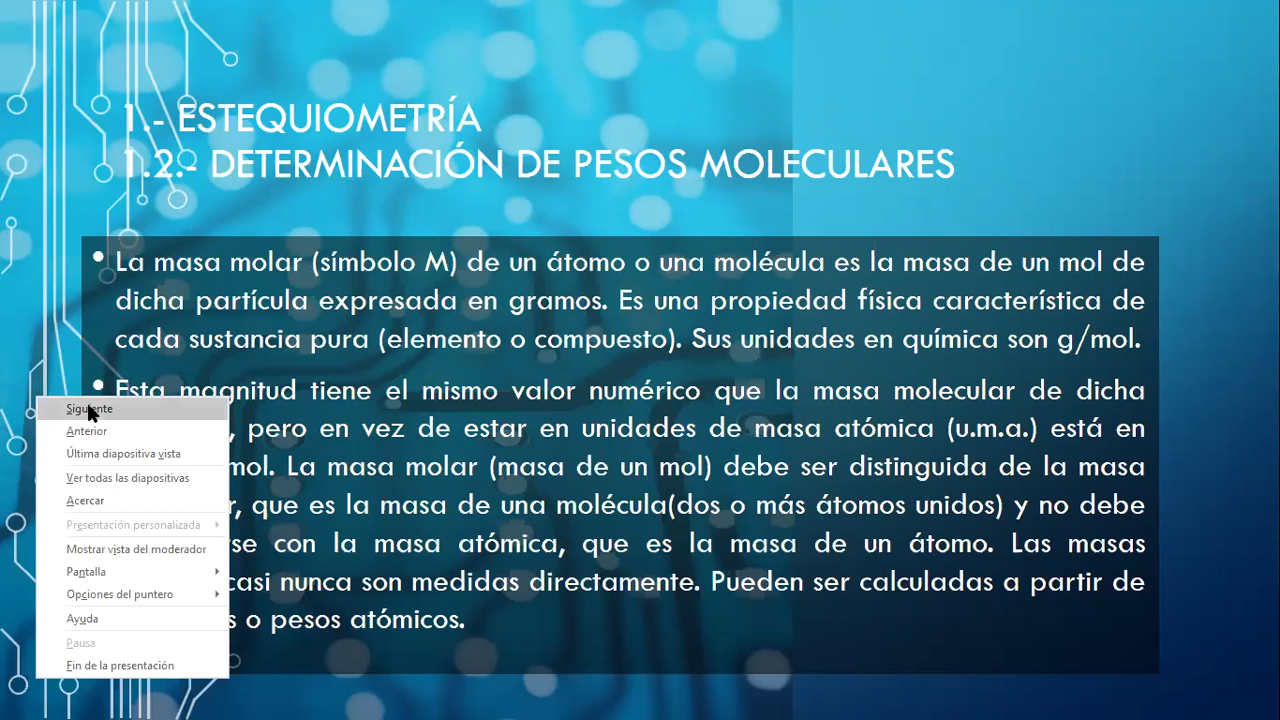 1.- ESTEQUIOMETRÍA
1.2.- DETERMINACIÓN DE PESOS MOLECULARES
• La masa molar (símbolo M) de un átomo o una molécula es la masa de un mol de
dicha partícula expresada en gramos. Es una propiedad física característica de
cada sustancia pura (elemento o compuesto). Sus unidades en química son g/mol.
• Esta magnitud tiene el mismo valor numérico que la masa molecular de dicha
, pero en vez de estar en unidades de masa atómica (u.m.a.) está en
mol. La masa molar (masa de un mol) debe ser distinguida de la masa
r, que es la masa de una molécula(dos o más átomos unidos) y no debe
rse con la masa atómica, que es la masa de un átomo. Las masas
casi nunca son medidas directamente. Pueden ser calculadas a partir de
s o pesos atómicos.
Siguiente
Anterior
Última diapositiva vista
Ver todas las diapositivas
Acercar
Presentación personalizada
Mostrar vista del moderador
Pantalla
Opciones del puntero
Ayuda
Pausa
Fin de la presentación